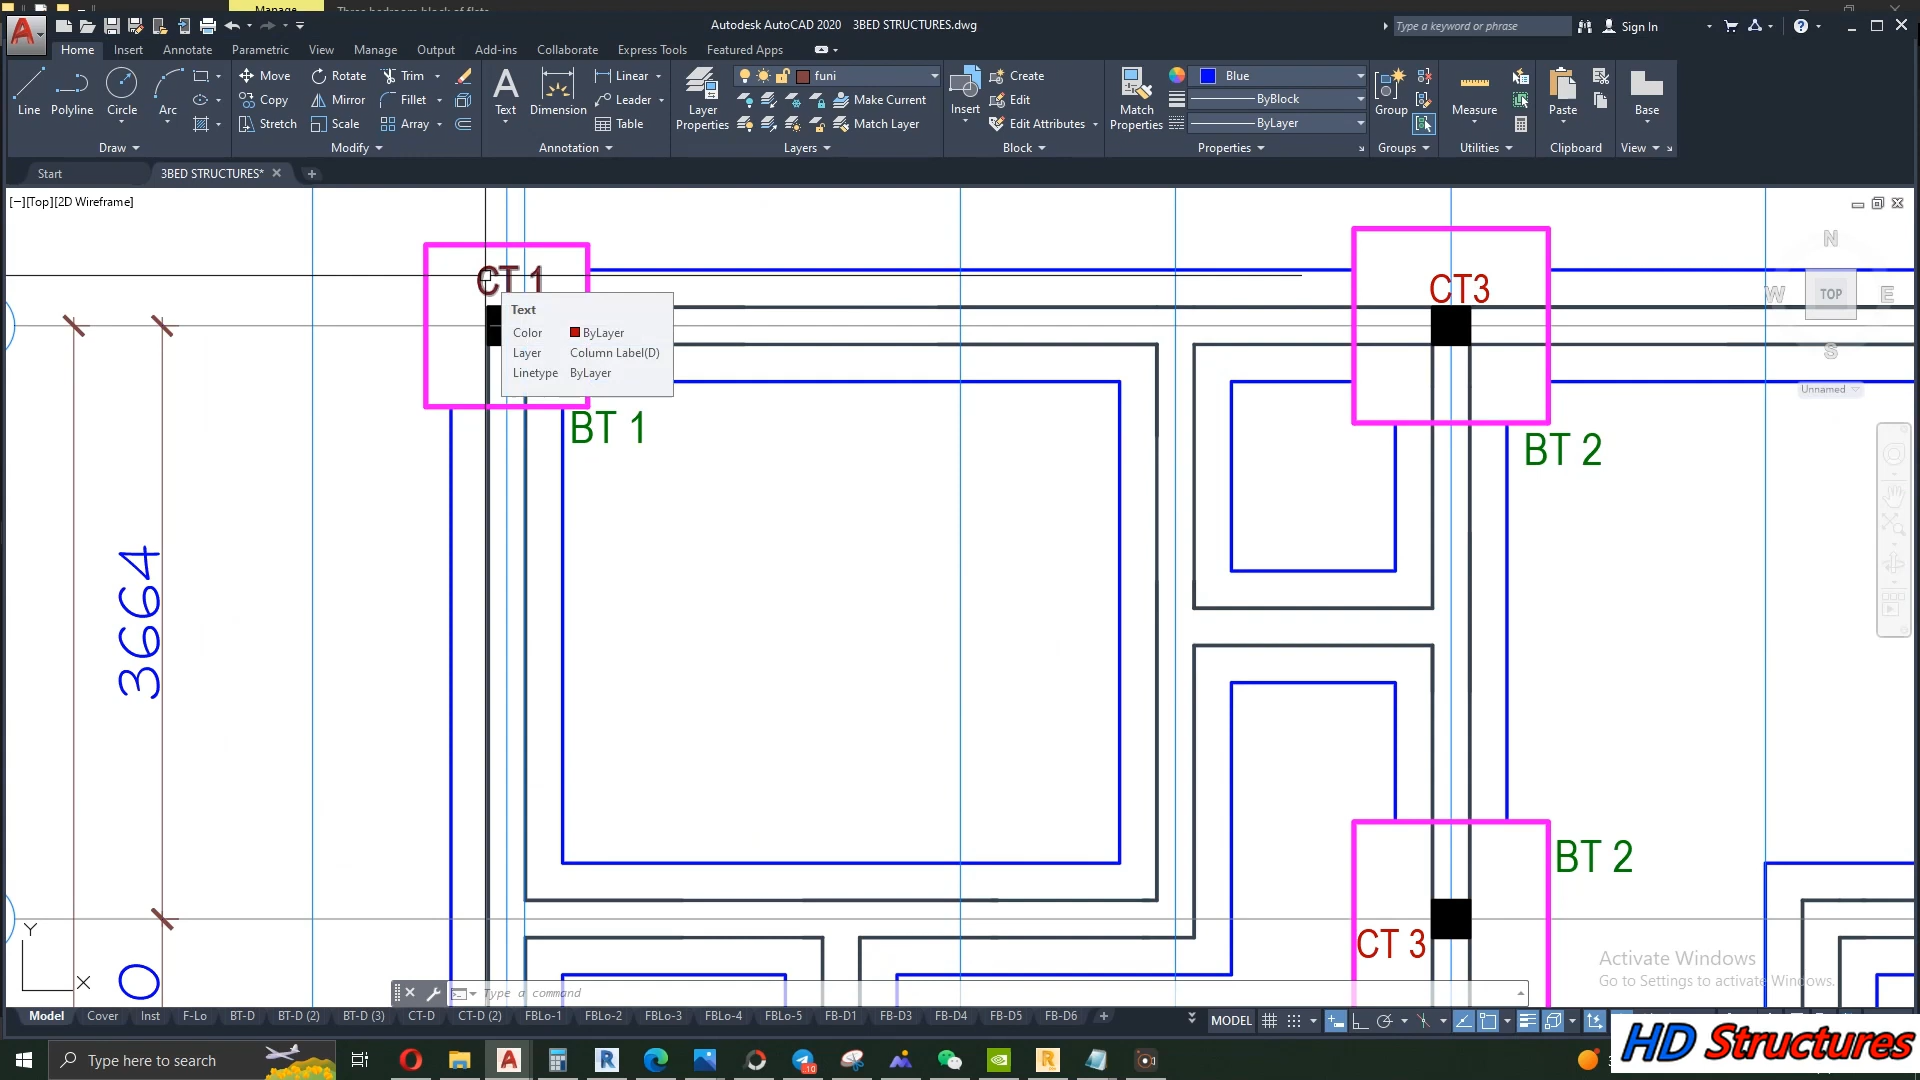 Manage
Three bedroom block of flats
Autodesk AutoCAD 2020 3BED STRUCTURES.dwg
Type a keyword or phrase
Sign In
Home Insert Annotate Parametric View Manage Output Add-ins Collaborate Express Tools Featured Apps
Line Polyline Circle Arc
Move Rotate Trim
Copy Mirror Fillet
Stretch Scale Array
Text Dimension
Linear
Leader
Table
Layer Properties
funi
Make Current
Match Layer
Insert
Create
Edit
Edit Attributes
Match Properties
Blue
ByBlock
ByLayer
Group
Measure
Paste
Base
Draw Modify Annotation Layers Block Properties Groups Utilities Clipboard View
Start 3BED STRUCTURES*
[−][Top][2D Wireframe]
N
W TOP E
S
Unnamed
CT 1
CT3
Text
Color ByLayer
Layer Column Label(D)
Linetype ByLayer
BT 1
BT 2
3664
BT 2
CT 3
0
Y
X
Activate Windows
Go to Settings to activate Windows.
Type a command
Model Cover Inst F-Lo BT-D BT-D (2) BT-D (3) CT-D CT-D (2) FBLo-1 FBLo-2 FBLo-3 FBLo-4 FBLo-5 FB-D1 FB-D3 FB-D4 FB-D5 FB-D6
MODEL
HD Structures
Type here to search